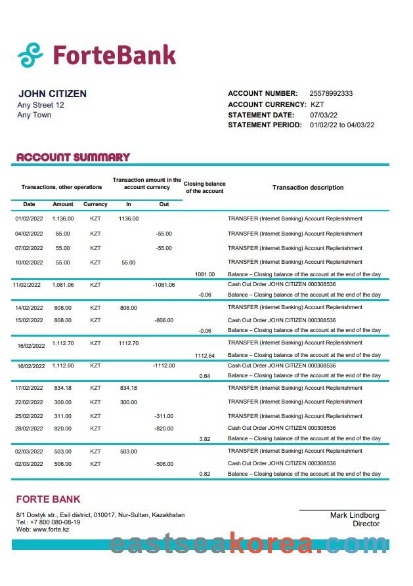 ForteBank
JOHN CITIZEN
Any Street 12
Any Town
ACCOUNT NUMBER: 25578992333
ACCOUNT CURRENCY: KZT
STATEMENT DATE: 07/03/22
STATEMENT PERIOD: 01/02/22 to 04/03/22
ACCOUNT SUMMARY
Transactions, other operations
Transaction amount in the account currency
Closing balance of the account
Transaction description
Date Amount Currency In Out
01/02/2022 1,136.00 KZT 1136.00 TRANSFER (Internet Banking) Account Replenishment
04/02/2022 55.00 KZT -55.00 TRANSFER (Internet Banking) Account Replenishment
07/02/2022 55.00 KZT -55.00 TRANSFER (Internet Banking) Account Replenishment
10/02/2022 55.00 KZT 55.00 TRANSFER (Internet Banking) Account Replenishment
1081.00 Balance – Closing balance of the account at the end of the day
11/02/2022 1,081.06 KZT -1081.06 Cash Out Order JOHN CITIZEN 000308536
-0.06 Balance – Closing balance of the account at the end of the day
14/02/2022 808.00 KZT 808.00 TRANSFER (Internet Banking) Account Replenishment
15/02/2022 808.00 KZT -808.00 Cash Out Order JOHN CITIZEN 000308536
-0.06 Balance – Closing balance of the account at the end of the day
16/02/2022 1,112.70 KZT 1112.70 TRANSFER (Internet Banking) Account Replenishment
1112.64 Balance – Closing balance of the account at the end of the day
16/02/2022 1,112.00 KZT -1112.00 Cash Out Order JOHN CITIZEN 000308536
0.64 Balance – Closing balance of the account at the end of the day
17/02/2022 834.18 KZT 834.18 TRANSFER (Internet Banking) Account Replenishment
22/02/2022 300.00 KZT 300.00 TRANSFER (Internet Banking) Account Replenishment
25/02/2022 311.00 KZT -311.00 TRANSFER (Internet Banking) Account Replenishment
28/02/2022 820.00 KZT -820.00 Cash Out Order JOHN CITIZEN 000308536
3.82 Balance – Closing balance of the account at the end of the day
02/03/2022 503.00 KZT 503.00 TRANSFER (Internet Banking) Account Replenishment
02/03/2022 506.00 KZT -506.00 Cash Out Order JOHN CITIZEN 000308536
0.82 Balance – Closing balance of the account at the end of the day
FORTE BANK
8/1 Dostyk str., Esil district, 010017, Nur-Sultan, Kazakhstan
Tel.: +7 800 080-08-19
Web: www.forte.kz
Mark Lindborg
Director
eastseakorea.com